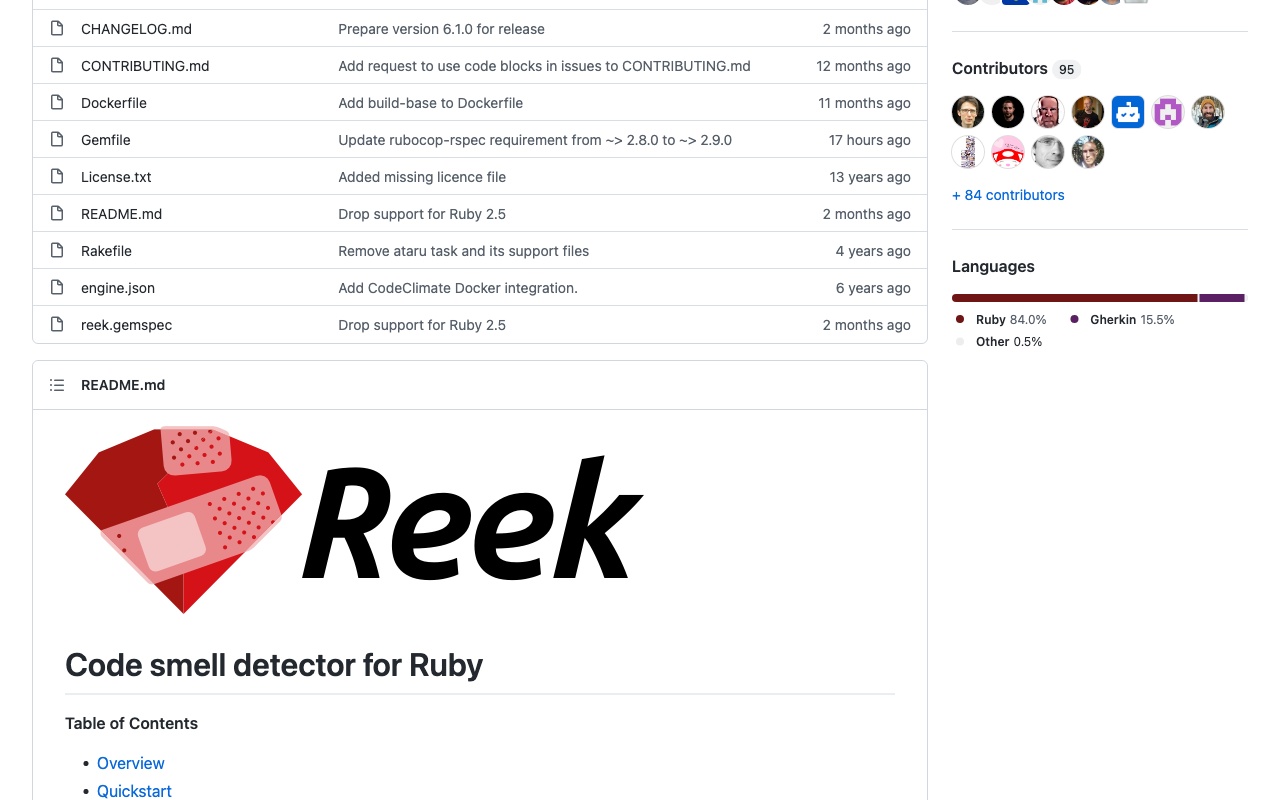 CHANGELOG.md Prepare version 6.1.0 for release 2 months ago
CONTRIBUTING.md Add request to use code blocks in issues to CONTRIBUTING.md 12 months ago
Dockerfile Add build-base to Dockerfile 11 months ago
Gemfile Update rubocop-rspec requirement from ~> 2.8.0 to ~> 2.9.0 17 hours ago
License.txt Added missing licence file 13 years ago
README.md Drop support for Ruby 2.5 2 months ago
Rakefile Remove ataru task and its support files 4 years ago
engine.json Add CodeClimate Docker integration. 6 years ago
reek.gemspec Drop support for Ruby 2.5 2 months ago
README.md
Reek
Code smell detector for Ruby
Table of Contents
• Overview
• Quickstart
Contributors 95
+ 84 contributors
Languages
Ruby 84.0% Gherkin 15.5%
Other 0.5%